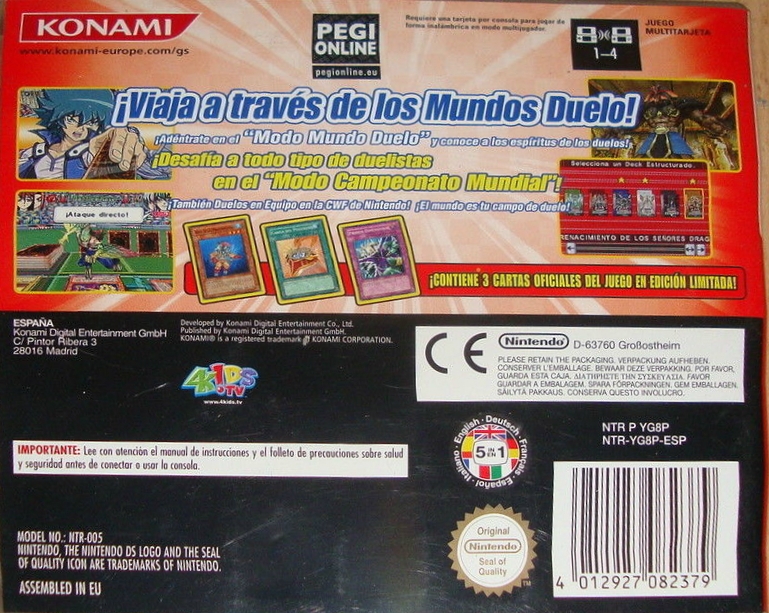 KONAMI
www.konami-europe.com/gs
PEGI
ONLINE
pegionline.eu
Requiere una tarjeta por consola para jugar de
forma inalámbrica en modo multijugador.
1-4
JUEGO
MULTITARJETA
¡Viaja a través de los Mundos Duelo!
¡Adéntrate en el "Modo Mundo Duelo" y conoce a los espíritus de los duelos!
¡Desafía a todo tipo de duelistas
en el "Modo Campeonato Mundial"!
¡También Duelos en Equipo en la CWF de Nintendo! ¡El mundo es tu campo de duelo!
¡Ataque directo!
Selecciona un Deck Estructurado.
RENACIMIENTO DE LOS SEÑORES DRAG
¡CONTIENE 3 CARTAS OFICIALES DEL JUEGO EN EDICIÓN LIMITADA!
ESPAÑA
Konami Digital Entertainment GmbH
C/ Pintor Ribera 3
28016 Madrid
Developed by Konami Digital Entertainment Co., Ltd.
Published by Konami Digital Entertainment GmbH.
KONAMI® is a registered trademark of KONAMI CORPORATION.
4KiDS
.TV
www.4kids.tv
CE
Nintendo D-63760 Großostheim
PLEASE RETAIN THE PACKAGING. VERPACKUNG AUFHEBEN.
CONSERVER L'EMBALLAGE. BEWAAR DEZE VERPAKKING. POR FAVOR,
GUARDA ESTA CAJA. ΔΙΑΤΗΡΗΣΤΕ ΤΗΝ ΣΥΣΚΕΥΑΣΙΑ. FAVOR
GUARDAR A EMBALAGEM. SPARA FÖRPACKNINGEN. GEM EMBALLAGEN.
SÄILYTÄ PAKKAUS. CONSERVA QUESTO INVOLUCRO.
IMPORTANTE: Lee con atención el manual de instrucciones y el folleto de precauciones sobre salud
y seguridad antes de conectar o usar la consola.
English · Deutsch · Français · Español · Italiano ·
5 IN EN 1
NTR P YG8P
NTR-YG8P-ESP
MODEL NO.: NTR-005
NINTENDO, THE NINTENDO DS LOGO AND THE SEAL
OF QUALITY ICON ARE TRADEMARKS OF NINTENDO.
ASSEMBLED IN EU
Original
Nintendo
Seal of
Quality
TM
4 012927 082379